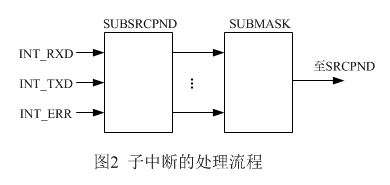 SUBSRCPND
SUBMASK
INT_RXD
INT_TXD
INT_ERR
...
至SRCPND
图2 子中断的处理流程